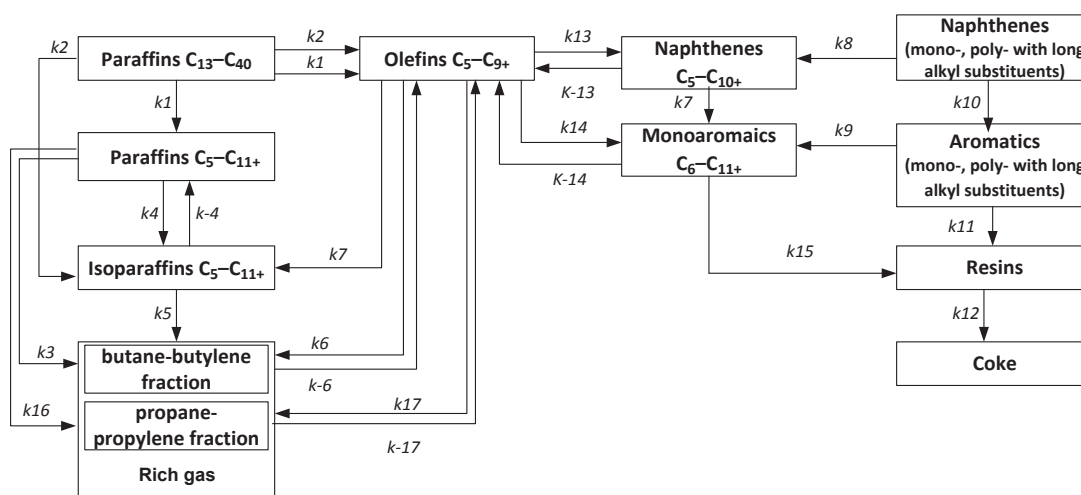 k2
Paraffins C13–C40
k2
k1
Olefins C5–C9+
k13
K-13
Naphthenes
C5–C10+
k8
Naphthenes
(mono-, poly- with long
alkyl substituents)
k1
k7
k10
Paraffins C5–C11+
k14
K-14
Monoaromaics
C6–C11+
k9
Aromatics
(mono-, poly- with long
alkyl substituents)
k4
k-4
k11
Isoparaffins C5–C11+
k7
k15
Resins
k5
k12
k3
butane-butylene
fraction
k6
k-6
Coke
k16
propane-
propylene fraction
k17
k-17
Rich gas